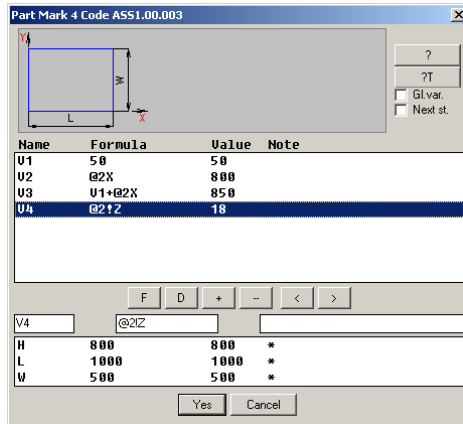 Part Mark 4 Code ASS1.00.003
Y
W
L
X
?
?T
Gl.var.
Next st.
Name Formula Value Note
V1 50 50
V2 @2X 800
V3 V1+@2X 850
V4 @2!Z 18
F D + - < >
V4 @2!Z
H 800 800 *
L 1000 1000 *
W 500 500 *
Yes Cancel